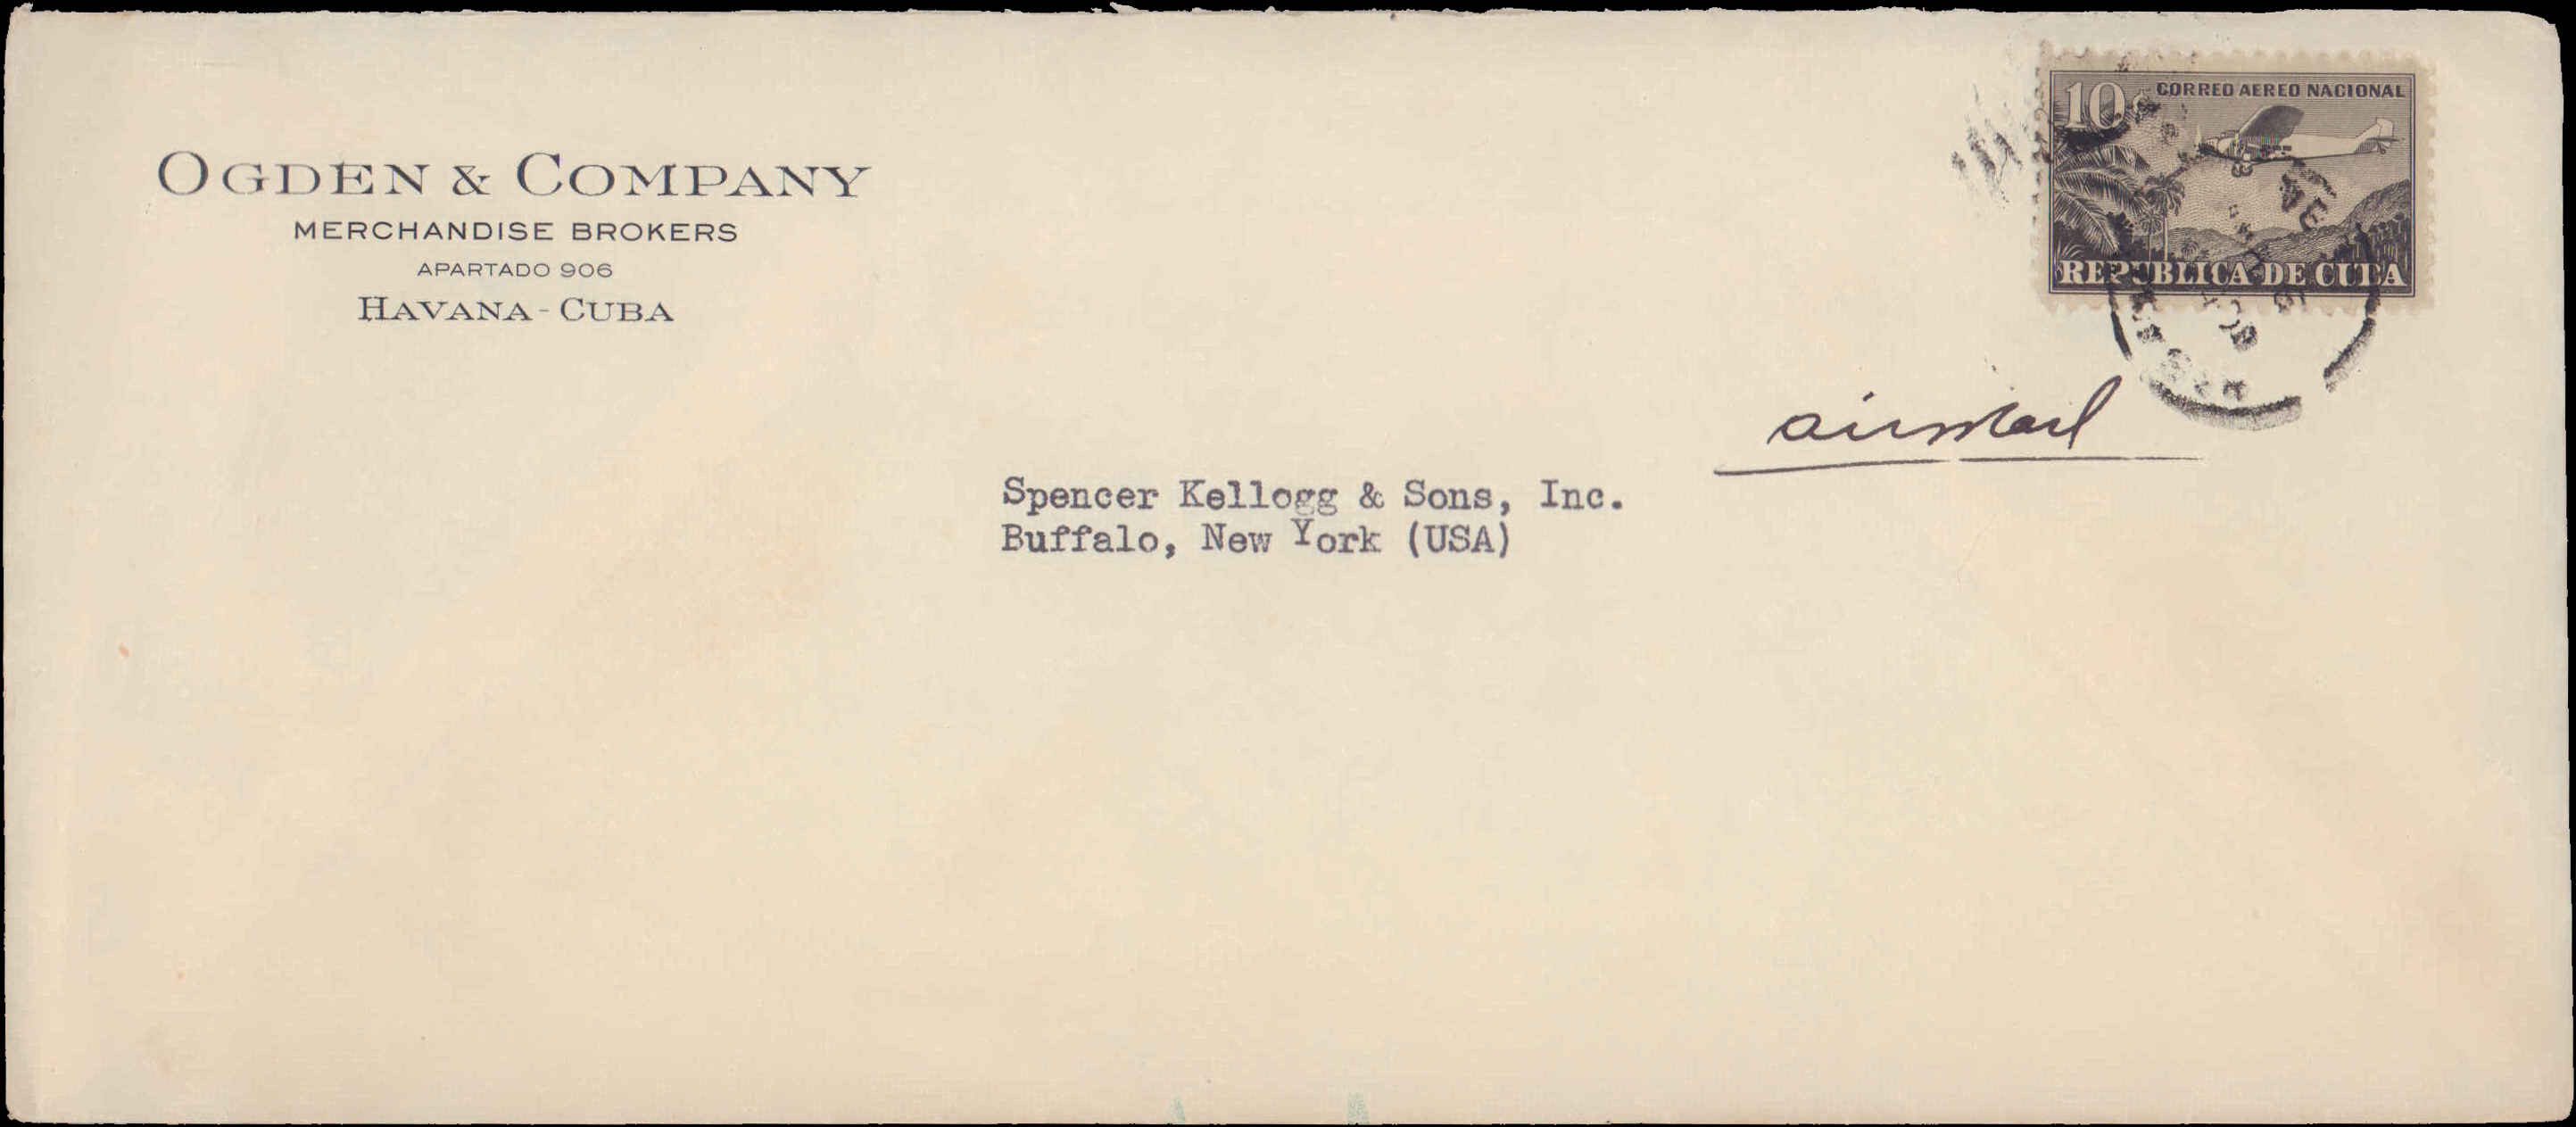 OGDEN & COMPANY
MERCHANDISE BROKERS
APARTADO 906
HAVANA - CUBA
10¢ CORREO AEREO NACIONAL
REPUBLICA DE CUBA
airmail
Spencer Kellogg & Sons, Inc.
Buffalo, New York (USA)